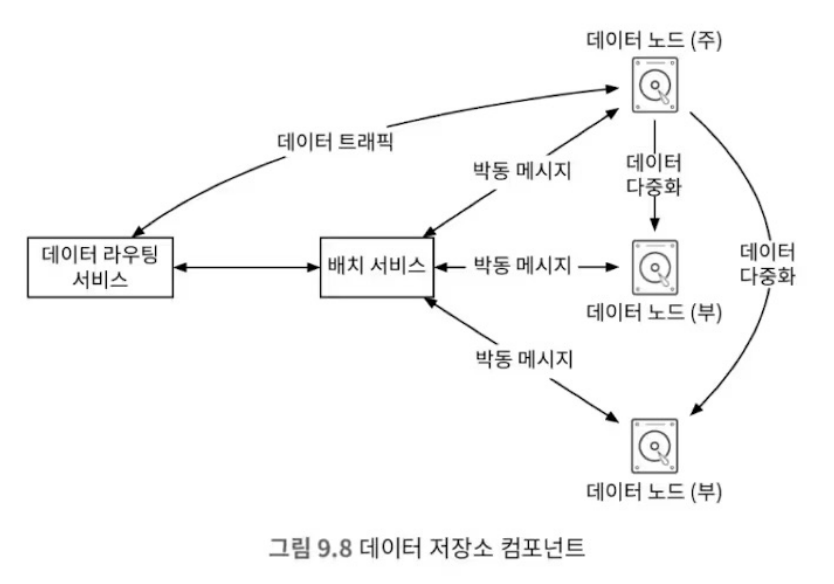 데이터 노드 (주)
데이터 트래픽
박동 메시지
데이터
다중화
데이터 라우팅
서비스
배치 서비스
박동 메시지
데이터
다중화
데이터 노드 (부)
박동 메시지
데이터 노드 (부)
그림 9.8 데이터 저장소 컴포넌트